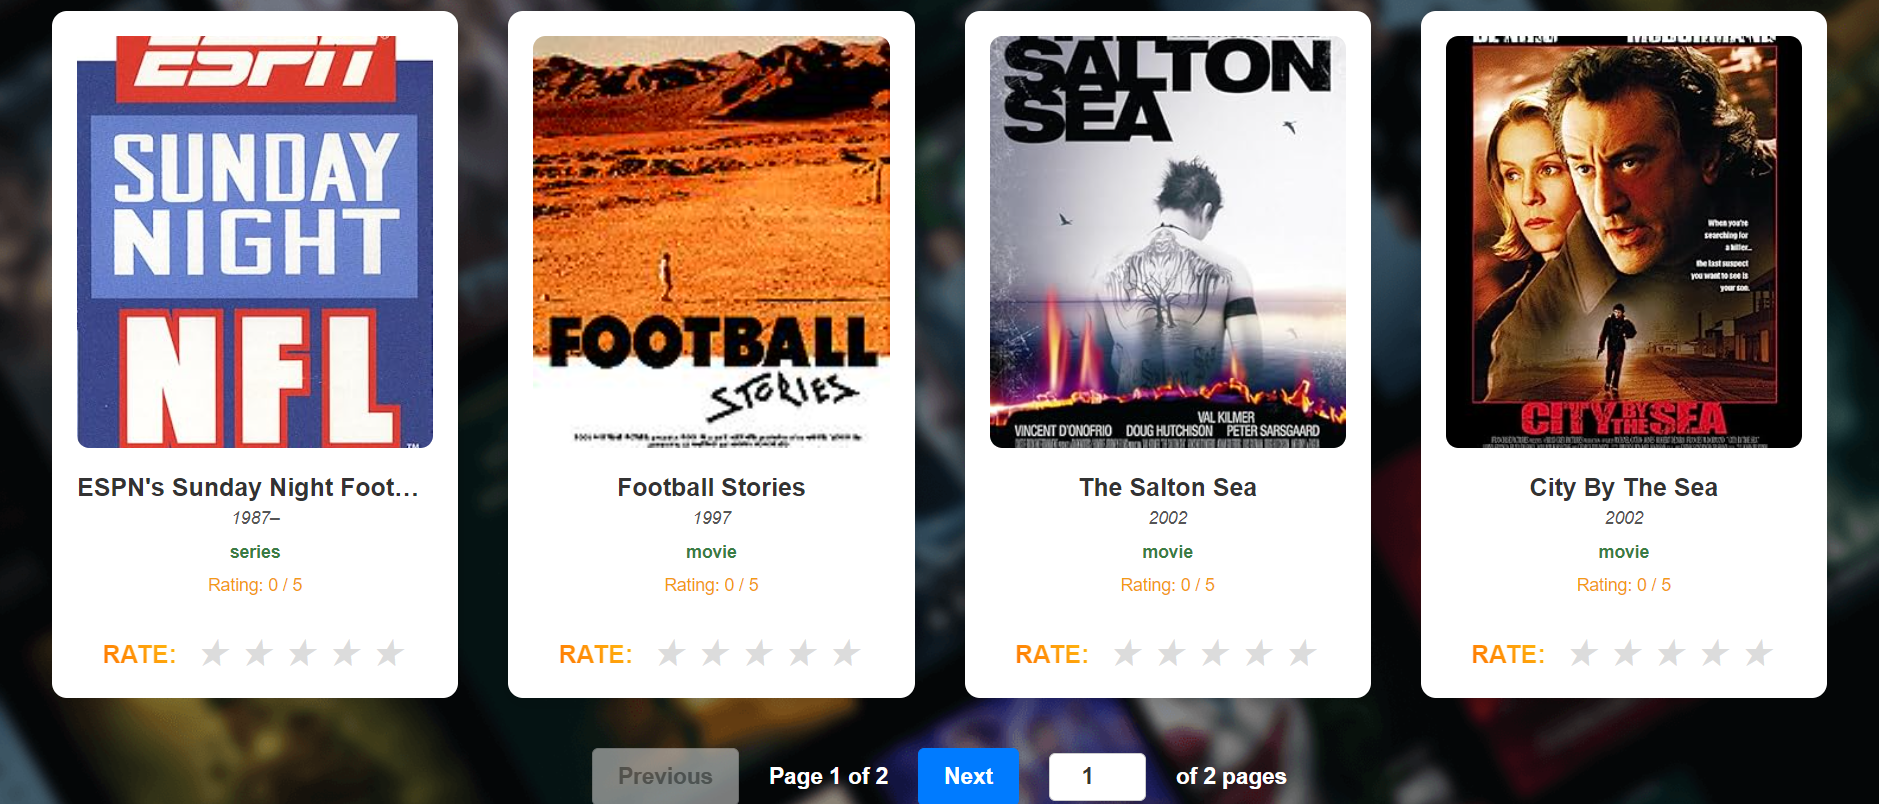 ESPN
SUNDAY
NIGHT
NFL
TM
FOOTBALL
STORIES
SALTON
SEA
VAL KILMER
VINCENT D'ONOFRIO DOUG HUTCHISON PETER SARSGAARD
When you're
searching for
a killer...
the last suspect
you want to see is
your son.
CITY BY THE SEA
ESPN's Sunday Night Foot...
1987–
series
Rating: 0 / 5
RATE: ★ ★ ★ ★ ★
Football Stories
1997
movie
Rating: 0 / 5
RATE: ★ ★ ★ ★ ★
The Salton Sea
2002
movie
Rating: 0 / 5
RATE: ★ ★ ★ ★ ★
City By The Sea
2002
movie
Rating: 0 / 5
RATE: ★ ★ ★ ★ ★
Previous Page 1 of 2 Next 1 of 2 pages